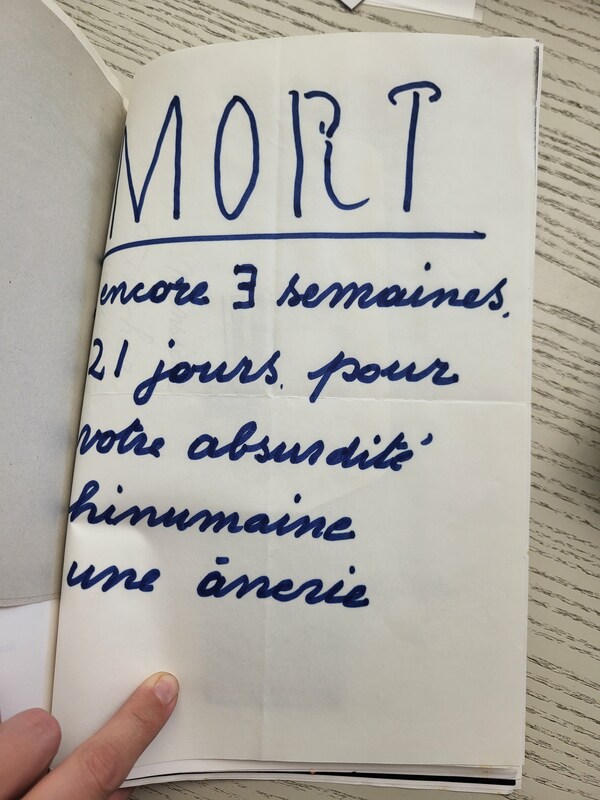 MORT
encore 3 semaines.
21 jours. pour
votre absurdité
hinumaine
une ânerie